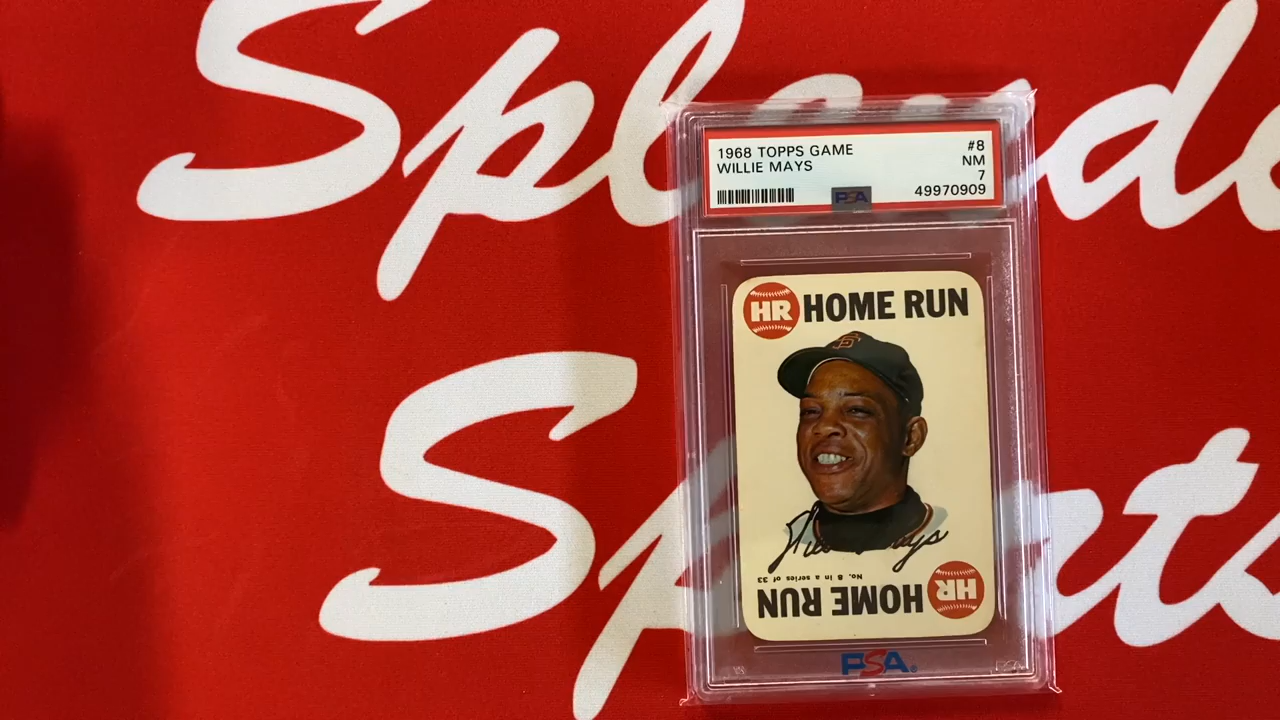 Splend
Sports
1968 TOPPS GAME #8
WILLIE MAYS NM
7
PSA 49970909
HR HOME RUN
Willie Mays
No. 8 in a series of 33
HR HOME RUN
PSA